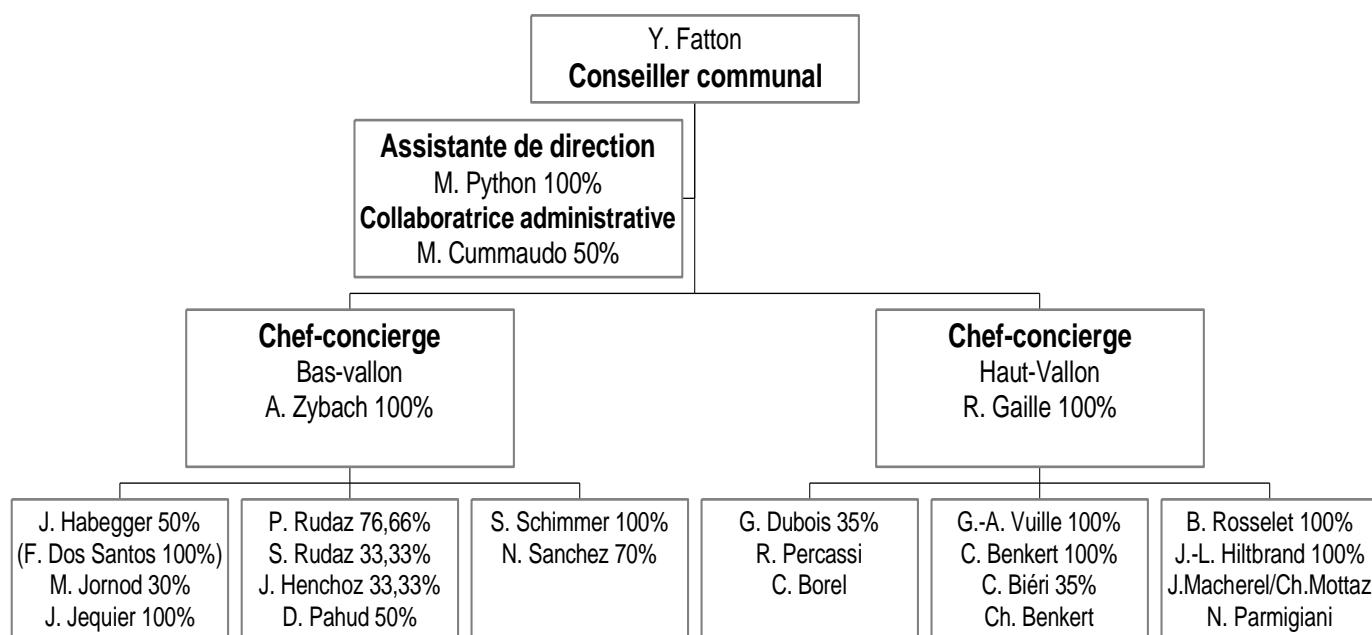 Y. Fatton
Conseiller communal
Assistante de direction
M. Python 100%
Collaboratrice administrative
M. Cummaudo 50%
Chef-concierge
Bas-vallon
A. Zybach 100%
Chef-concierge
Haut-Vallon
R. Gaille 100%
J. Habegger 50%
(F. Dos Santos 100%)
M. Jornod 30%
J. Jequier 100%
P. Rudaz 76,66%
S. Rudaz 33,33%
J. Henchoz 33,33%
D. Pahud 50%
S. Schimmer 100%
N. Sanchez 70%
G. Dubois 35%
R. Percassi
C. Borel
G.-A. Vuille 100%
C. Benkert 100%
C. Biéri 35%
Ch. Benkert
B. Rosselet 100%
J.-L. Hiltbrand 100%
J.Macherel/Ch.Mottaz
N. Parmigiani